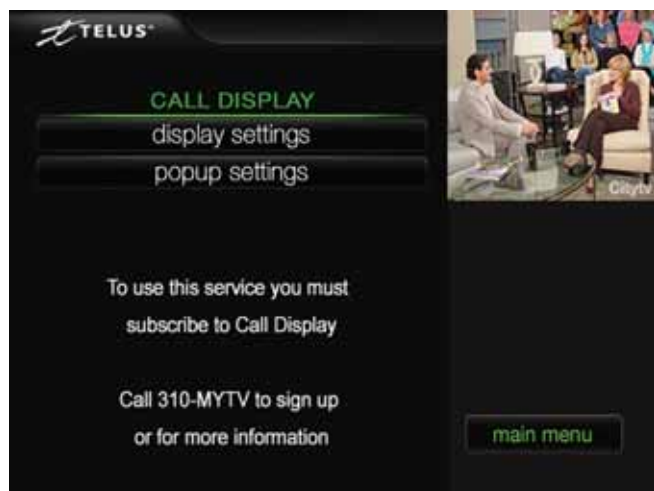 TELUS
CALL DISPLAY
display settings
popup settings
Citytv
To use this service you must
subscribe to Call Display
Call 310-MYTV to sign up
or for more information
main menu